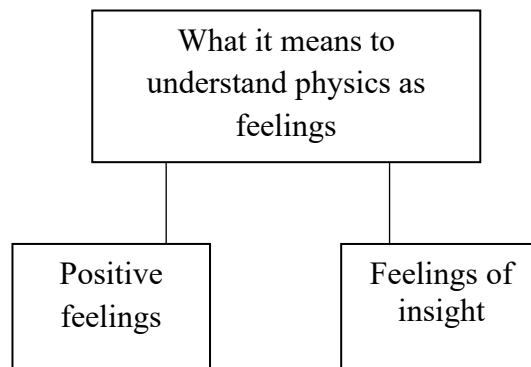 What it means to
understand physics as
feelings
Positive
feelings
Feelings of
insight